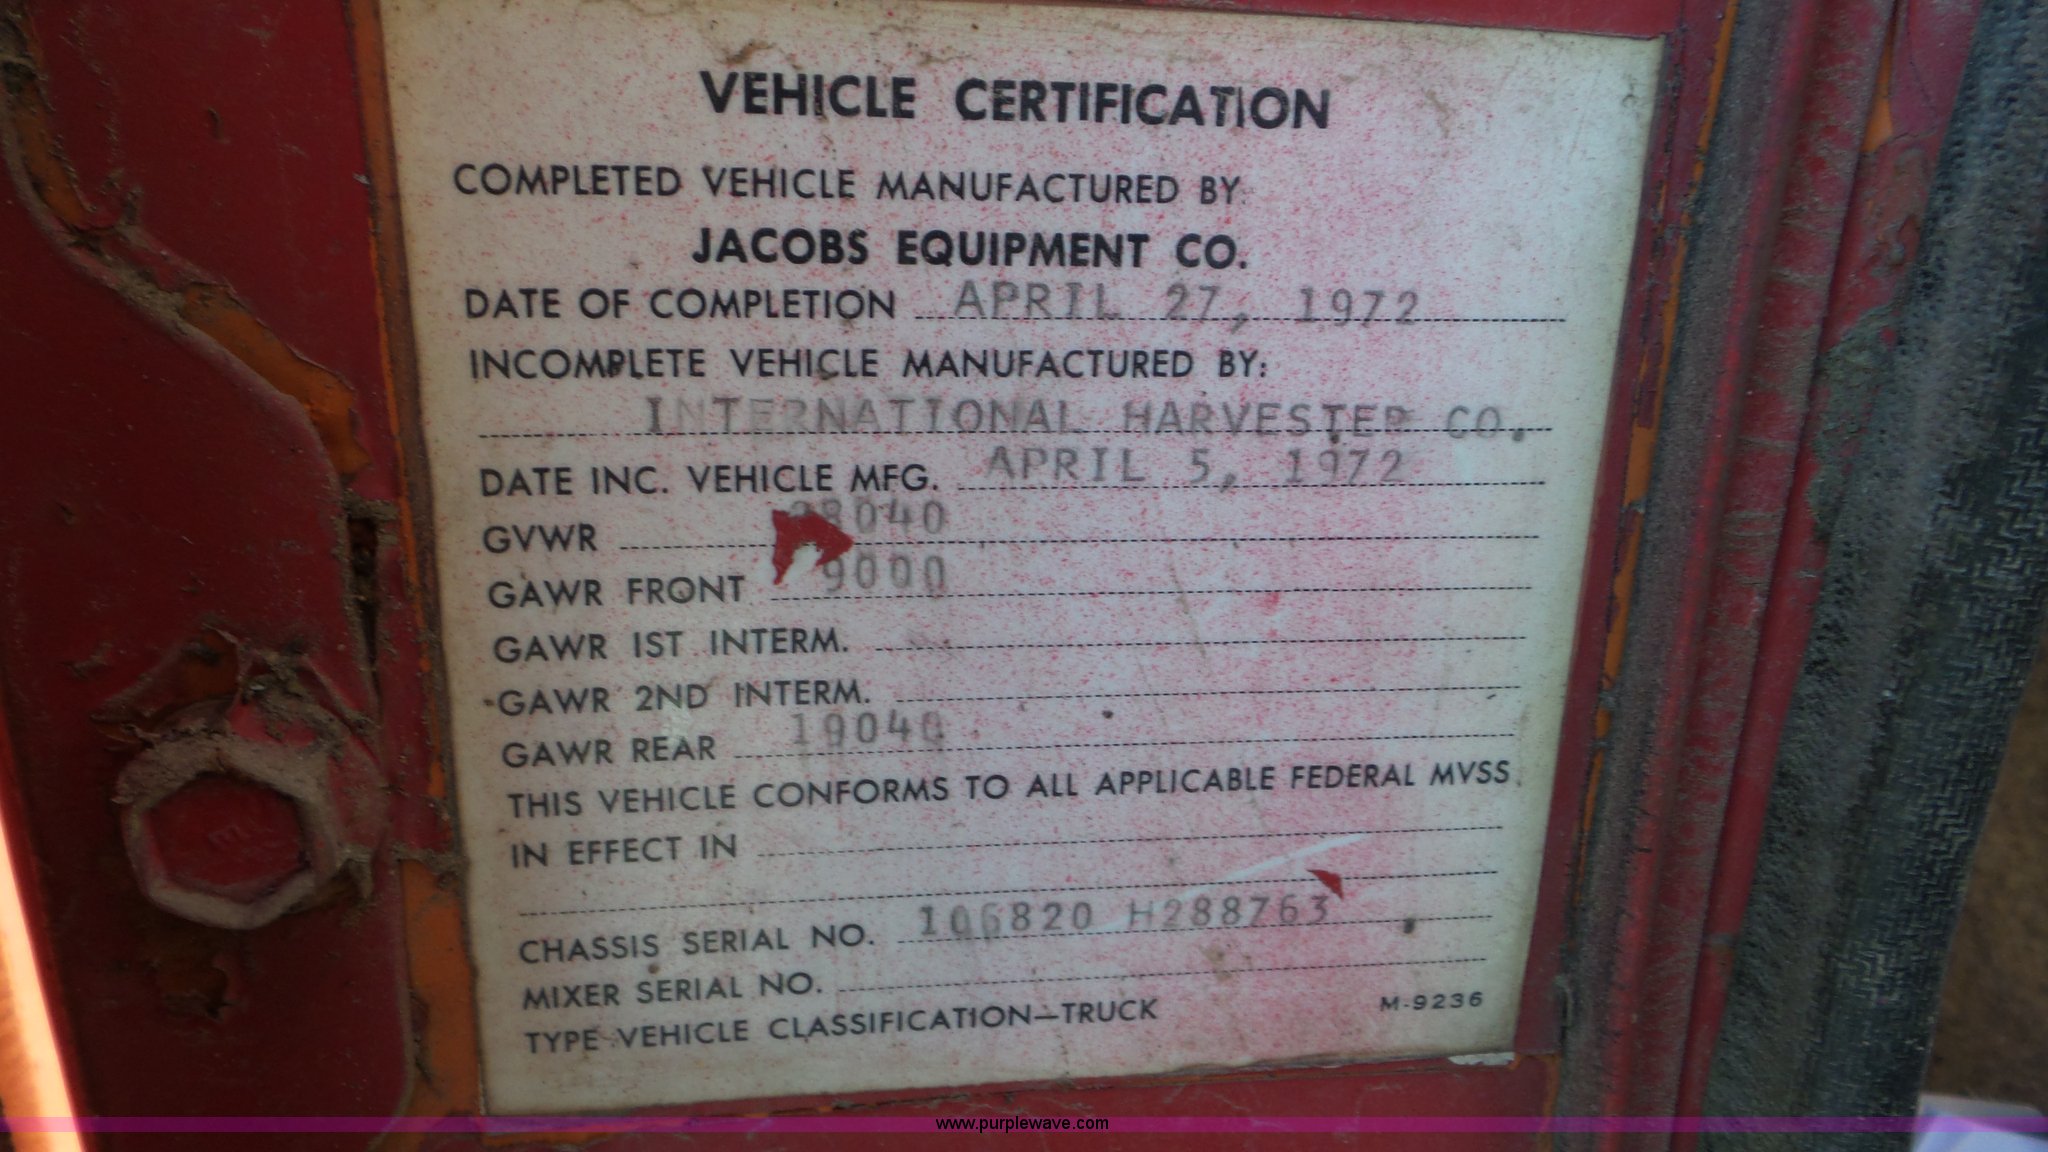 VEHICLE CERTIFICATION
COMPLETED VEHICLE MANUFACTURED BY:
JACOBS EQUIPMENT CO.
DATE OF COMPLETION APRIL 27, 1972
INCOMPLETE VEHICLE MANUFACTURED BY:
INTERNATIONAL HARVESTER CO.
DATE INC. VEHICLE MFG. APRIL 5, 1972
GVWR 28040
GAWR FRONT 9000
GAWR 1ST INTERM.
GAWR 2ND INTERM.
GAWR REAR 19040
THIS VEHICLE CONFORMS TO ALL APPLICABLE FEDERAL MVSS.
IN EFFECT IN
CHASSIS SERIAL NO. 106820 H288763
MIXER SERIAL NO.
TYPE VEHICLE CLASSIFICATION—TRUCK M-9236
www.purplewave.com